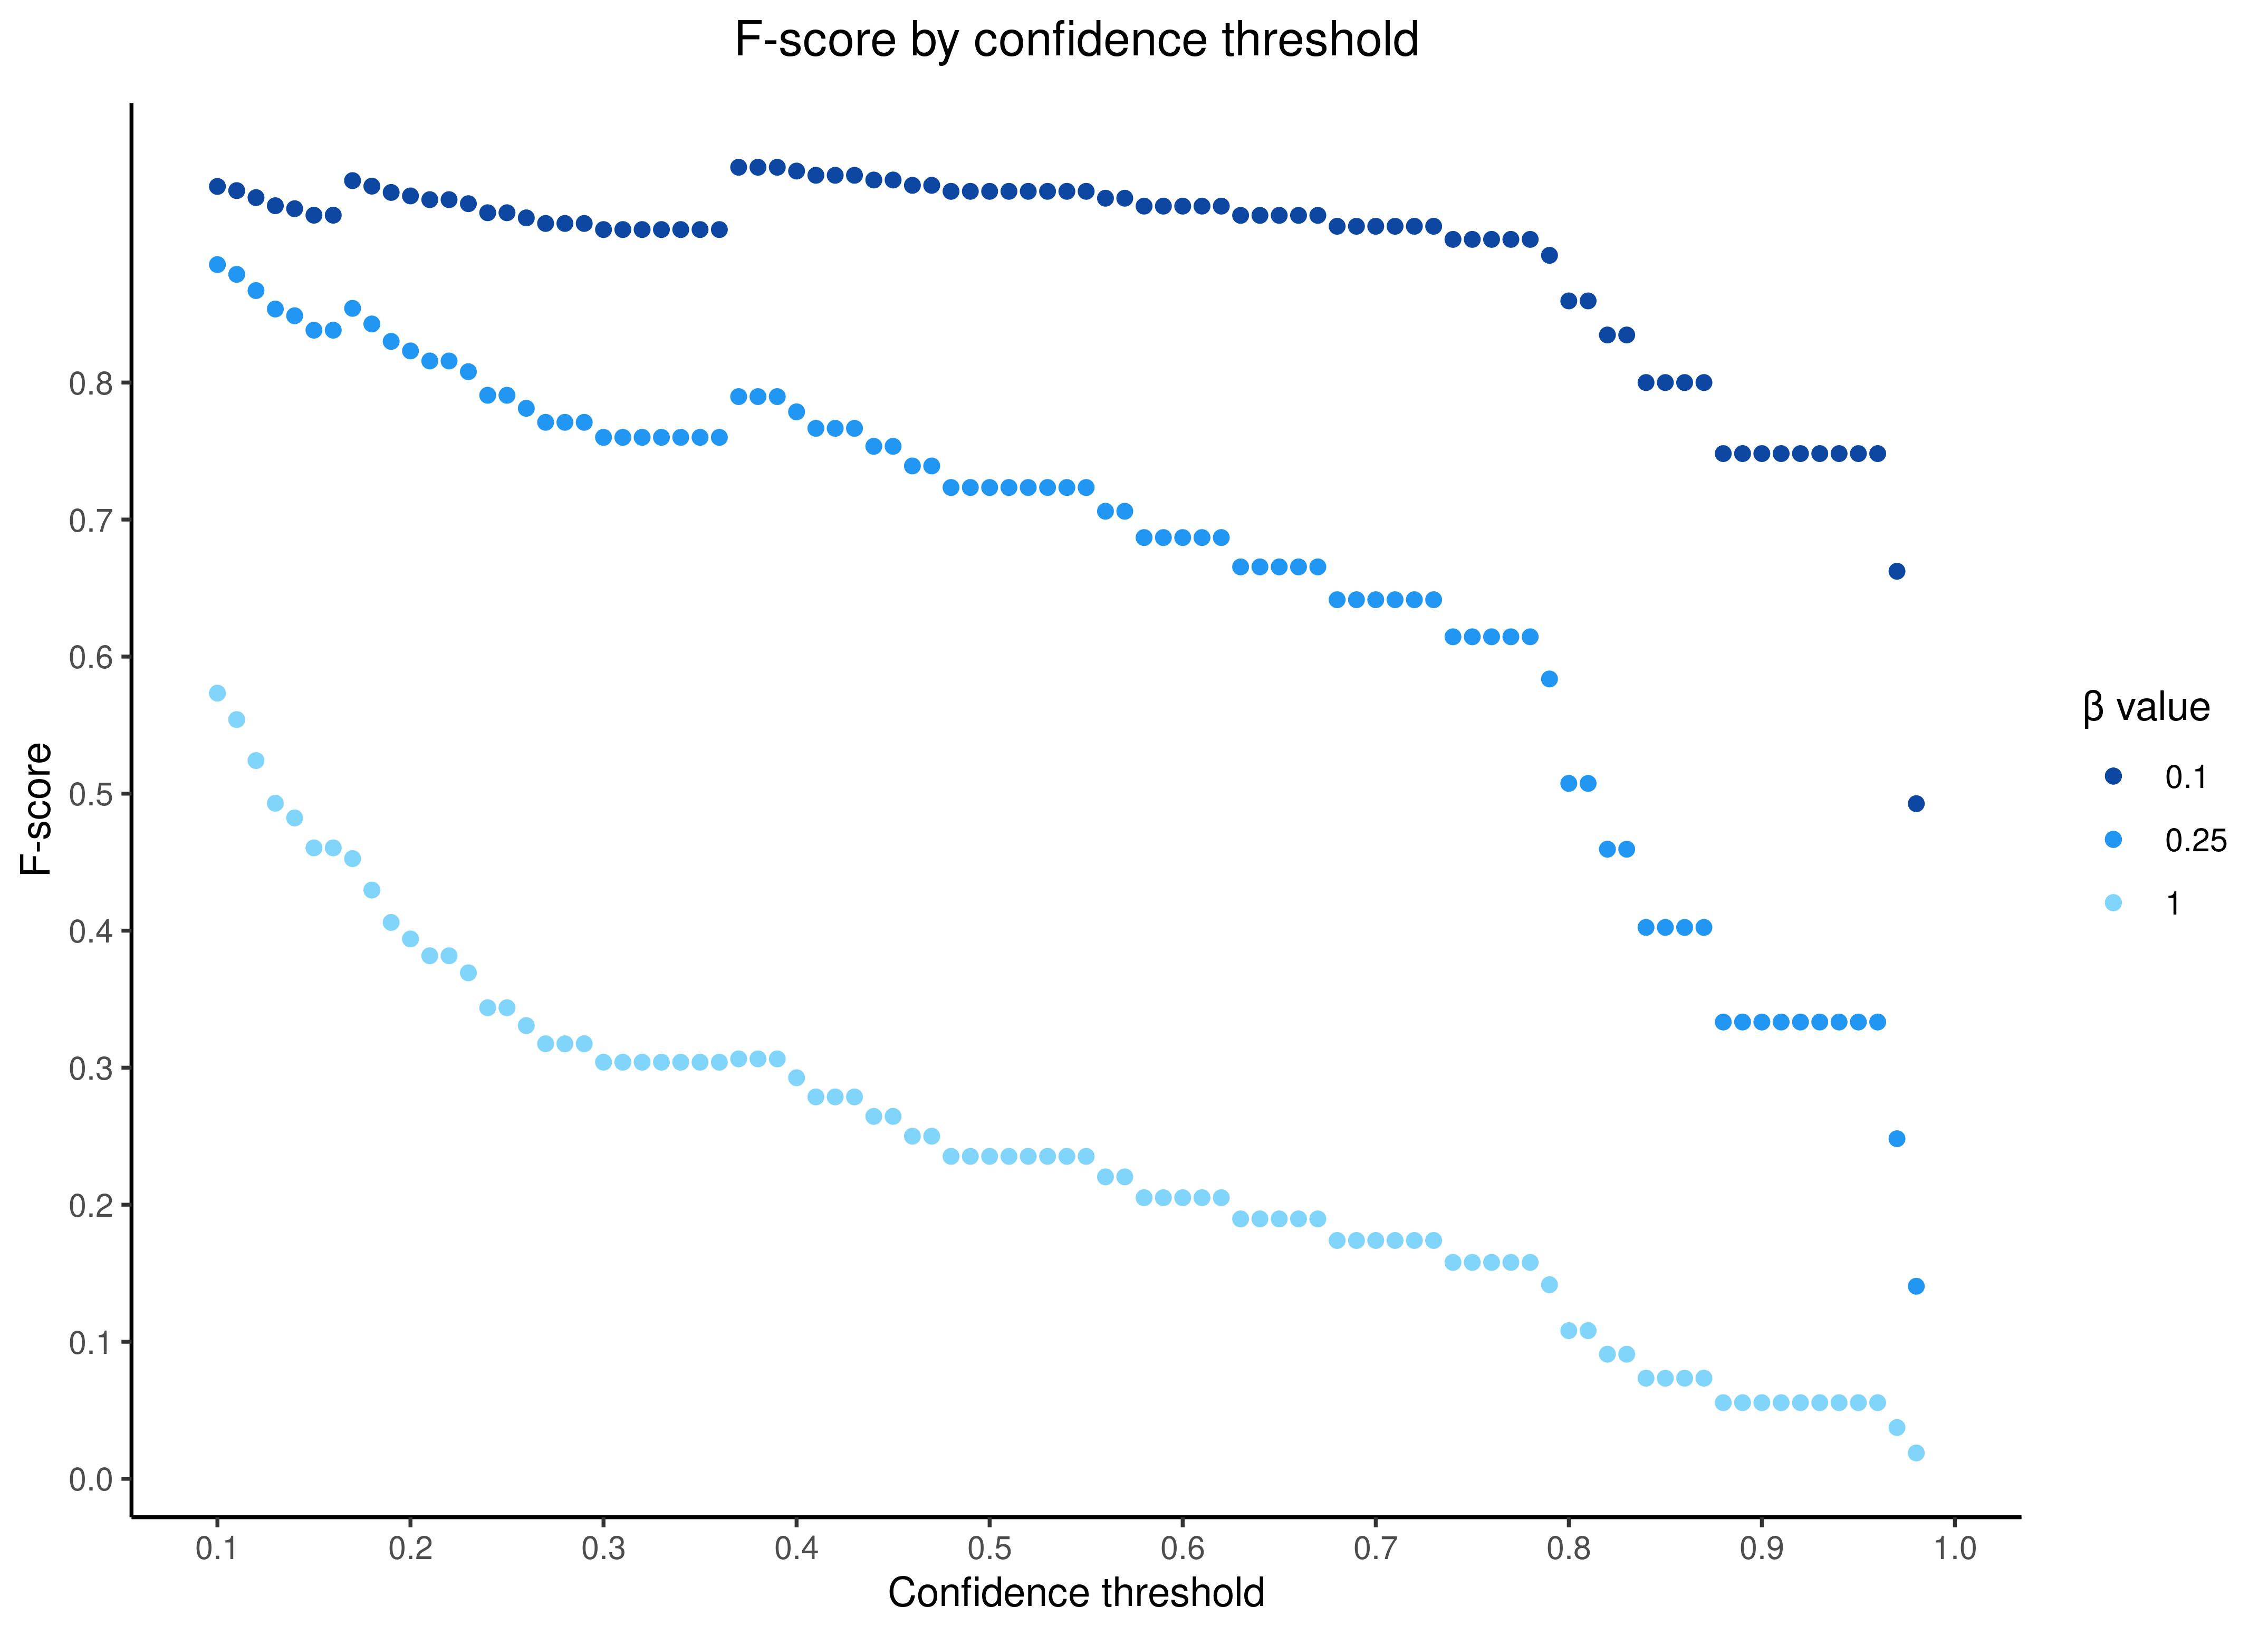 F-score by confidence threshold
F-score
0.8
0.7
0.6
0.5
0.4
0.3
0.2
0.1
0.0
0.1 0.2 0.3 0.4 0.5 0.6 0.7 0.8 0.9 1.0
Confidence threshold
β value
0.1
0.25
1